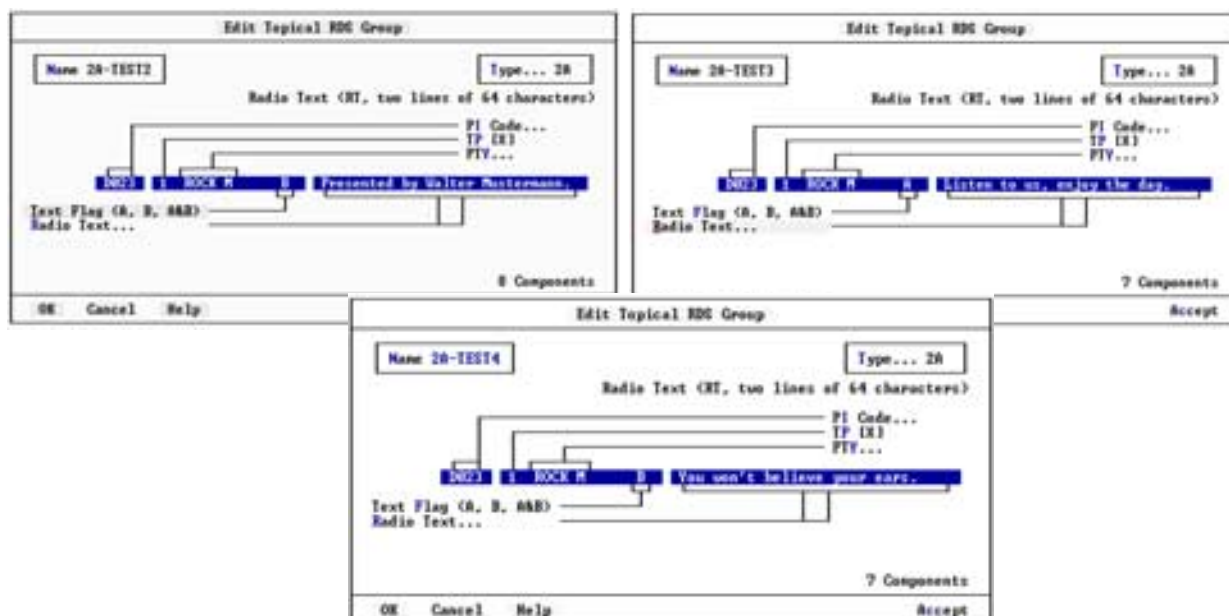 Edit Topical RDS Group
Name 2A-TEST2
Type... 2A
Radio Text (RT, two lines of 64 characters)
PI Code...
TP [X]
PTY...
D823 1 ROCK M B Presented by Walter Mustermann.
Text Flag (A, B, A&B)
Radio Text...
8 Components
OK Cancel Help
Edit Topical RDS Group
Name 2A-TEST3
Type... 2A
Radio Text (RT, two lines of 64 characters)
PI Code...
TP [X]
PTY...
D823 1 ROCK M A Listen to us, enjoy the day.
Text Flag (A, B, A&B)
Radio Text...
7 Components
Accept
Edit Topical RDS Group
Name 2A-TEST4
Type... 2A
Radio Text (RT, two lines of 64 characters)
PI Code...
TP [X]
PTY...
D823 1 ROCK M B You won't believe your ears.
Text Flag (A, B, A&B)
Radio Text...
7 Components
OK Cancel Help Accept